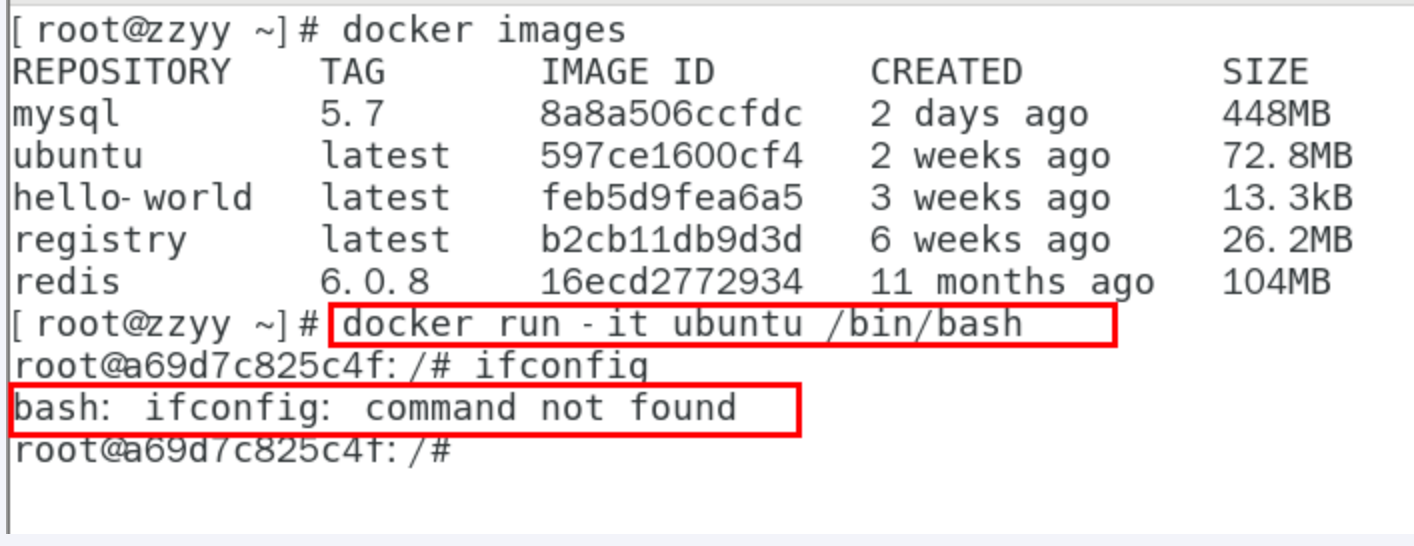 [root@zzyy ~]# docker images
REPOSITORY TAG IMAGE ID CREATED SIZE
mysql 5.7 8a8a506ccfdc 2 days ago 448MB
ubuntu latest 597ce1600cf4 2 weeks ago 72.8MB
hello-world latest feb5d9fea6a5 3 weeks ago 13.3kB
registry latest b2cb11db9d3d 6 weeks ago 26.2MB
redis 6.0.8 16ecd2772934 11 months ago 104MB
[root@zzyy ~]# docker run -it ubuntu /bin/bash
root@a69d7c825c4f:/# ifconfig
bash: ifconfig: command not found
root@a69d7c825c4f:/#